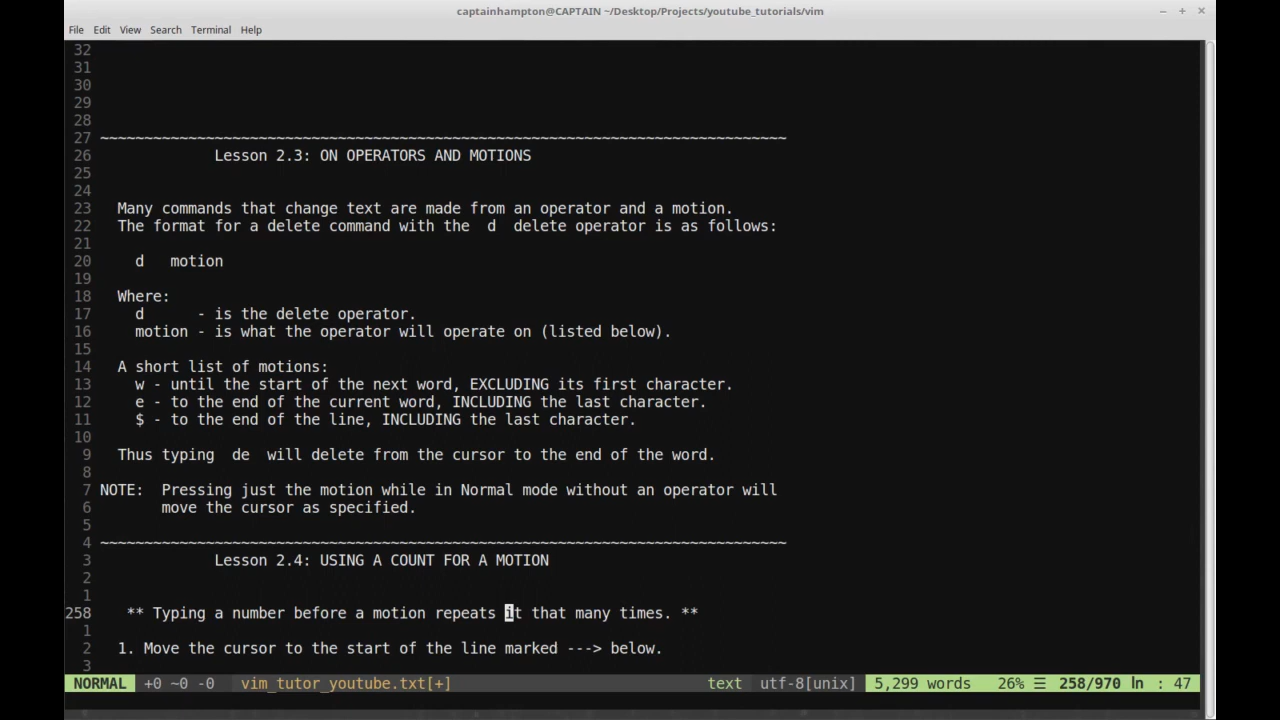 captainhampton@CAPTAIN ~/Desktop/Projects/youtube_tutorials/vim
File Edit View Search Terminal Help
32
31
30
29
28
27 ~~~~~~~~~~~~~~~~~~~~~~~~~~~~~~~~~~~~~~~~~~~~~~~~~~~~~~~~~~~~~~~~~~~~~~~~~~~~~~
26 Lesson 2.3: ON OPERATORS AND MOTIONS
25
24
23 Many commands that change text are made from an operator and a motion.
22 The format for a delete command with the  d  delete operator is as follows:
21
20 d   motion
19
18 Where:
17 d      - is the delete operator.
16 motion - is what the operator will operate on (listed below).
15
14 A short list of motions:
13 w - until the start of the next word, EXCLUDING its first character.
12 e - to the end of the current word, INCLUDING the last character.
11 $ - to the end of the line, INCLUDING the last character.
10
9 Thus typing  de  will delete from the cursor to the end of the word.
8
7 NOTE:  Pressing just the motion while in Normal mode without an operator will
6 move the cursor as specified.
5
4 ~~~~~~~~~~~~~~~~~~~~~~~~~~~~~~~~~~~~~~~~~~~~~~~~~~~~~~~~~~~~~~~~~~~~~~~~~~~~~~
3 Lesson 2.4: USING A COUNT FOR A MOTION
2
1
258 ** Typing a number before a motion repeats it that many times. **
1
2 1. Move the cursor to the start of the line marked ---> below.
3
NORMAL +0 ~0 -0 vim_tutor_youtube.txt[+] text utf-8[unix] 5,299 words 26% ☰ 258/970 ln : 47